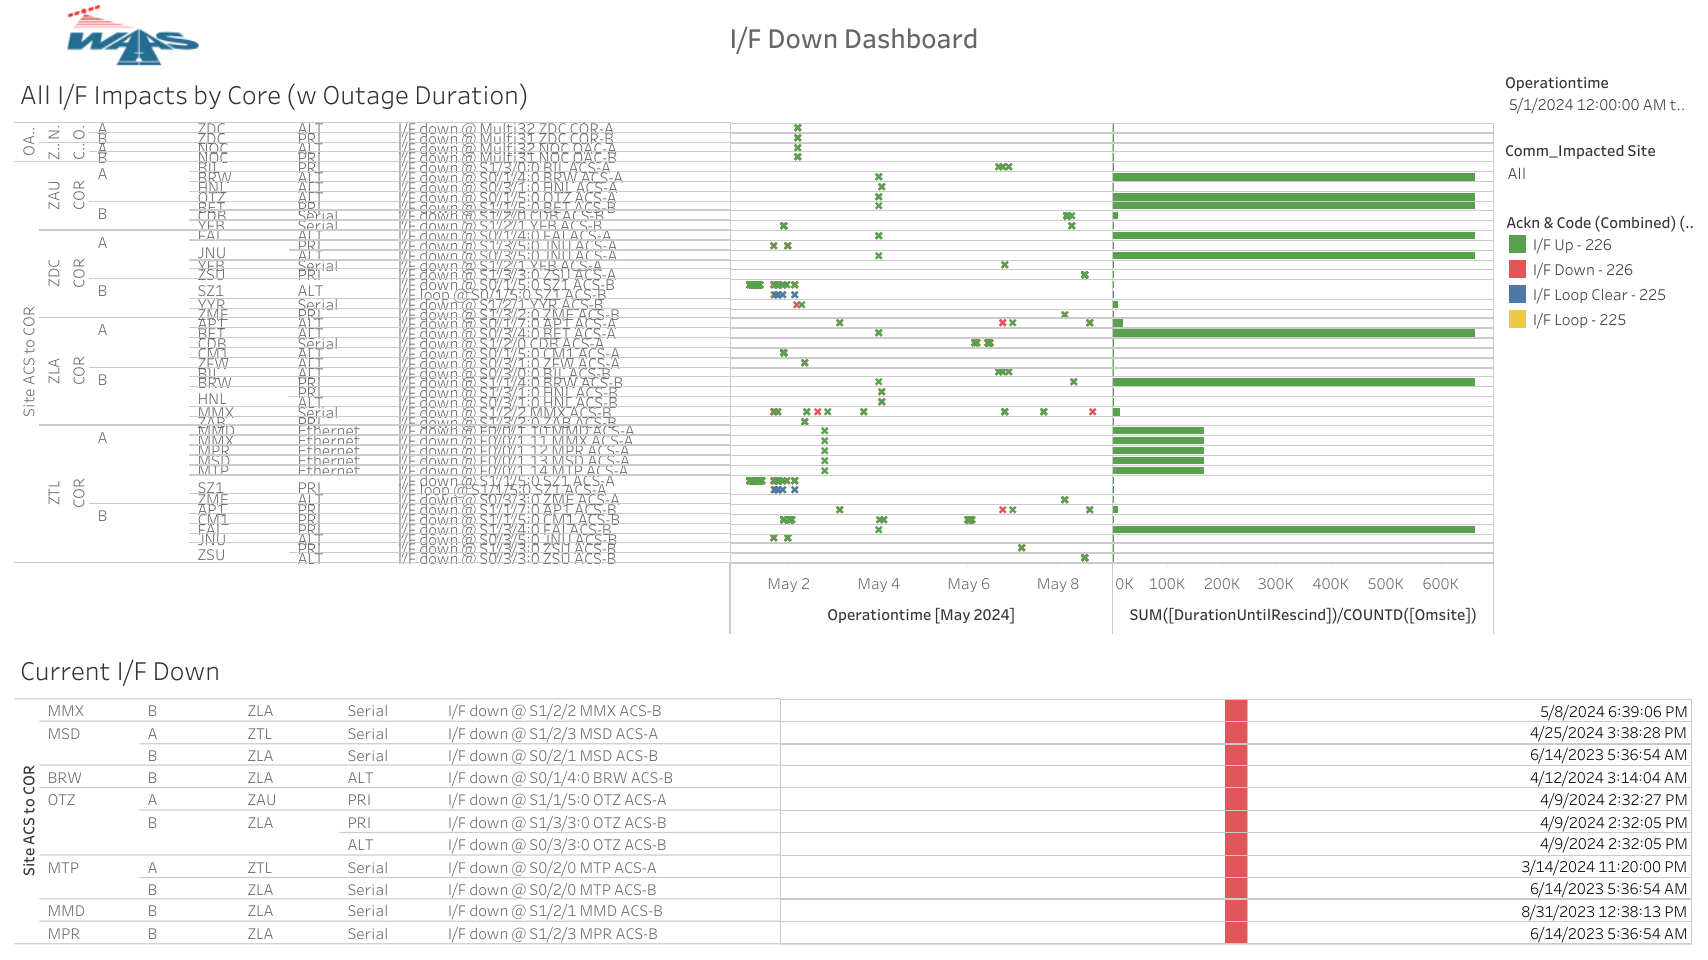 WAAS
I/F Down Dashboard
All I/F Impacts by Core (w Outage Duration)
Operationtime
5/1/2024 12:00:00 AM t..
Comm_Impacted Site
All
Ackn & Code (Combined) (..
I/F Up - 226
I/F Down - 226
I/F Loop Clear - 225
I/F Loop - 225
Site ACS to COR
OA.. Z.. N. C.. O.
A ZDC ALT I/F down @ Multi32 ZDC COR-A
B ZDC PRI I/F down @ Multi31 ZDC COR-B
A NOC ALT I/F down @ Multi32 NOC OAC-A
B NOC PRI I/F down @ Multi31 NOC OAC-B
ZAU COR
A BIL PRI I/F down @ S1/3/0:0 BIL ACS-A
BRW ALT I/F down @ S0/1/4:0 BRW ACS-A
HNL ALT I/F down @ S0/3/1:0 HNL ACS-A
OTZ ALT I/F down @ S0/1/5:0 OTZ ACS-A
BET PRI I/F down @ S1/1/5:0 BET ACS-B
B CDB Serial I/F down @ S1/2/0 CDB ACS-B
YFB Serial I/F down @ S1/2/1 YFB ACS-B
ZDC COR
A FAI ALT I/F down @ S0/1/4:0 FAI ACS-A
JNU PRI I/F down @ S1/3/5:0 JNU ACS-A
ALT I/F down @ S0/3/5:0 JNU ACS-A
YFB Serial I/F down @ S1/2/1 YFB ACS-A
ZSU PRI I/F down @ S1/3/3:0 ZSU ACS-A
B SZ1 ALT I/F down @ S0/1/5:0 SZ1 ACS-B
I/F loop @ S0/1/5:0 SZ1 ACS-B
YYR Serial I/F down @ S1/2/1 YYR ACS-B
ZME PRI I/F down @ S1/3/2:0 ZME ACS-B
ZLA COR
A AP1 ALT I/F down @ S0/1/7:0 AP1 ACS-A
BET ALT I/F down @ S0/3/4:0 BET ACS-A
CDB Serial I/F down @ S1/2/0 CDB ACS-A
CM1 ALT I/F down @ S0/1/5:0 CM1 ACS-A
ZFW ALT I/F down @ S0/3/1:0 ZFW ACS-A
B BIL ALT I/F down @ S0/3/0:0 BIL ACS-B
BRW PRI I/F down @ S1/1/4:0 BRW ACS-B
HNL PRI I/F down @ S1/3/1:0 HNL ACS-B
ALT I/F down @ S0/3/1:0 HNL ACS-B
MMX Serial I/F down @ S1/2/2 MMX ACS-B
ZAB PRI I/F down @ S1/3/2:0 ZAB ACS-B
ZTL COR
A MMD Ethernet I/F down @ F0/0/1.10 MMD ACS-A
MMX Ethernet I/F down @ F0/0/1.11 MMX ACS-A
MPR Ethernet I/F down @ F0/0/1.12 MPR ACS-A
MSD Ethernet I/F down @ F0/0/1.13 MSD ACS-A
MTP Ethernet I/F down @ F0/0/1.14 MTP ACS-A
SZ1 PRI I/F down @ S1/1/5:0 SZ1 ACS-A
I/F loop @ S1/1/5:0 SZ1 ACS-A
ZME ALT I/F down @ S0/3/3:0 ZME ACS-A
B AP1 PRI I/F down @ S1/1/7:0 AP1 ACS-B
CM1 PRI I/F down @ S1/1/5:0 CM1 ACS-B
FAI PRI I/F down @ S1/3/4:0 FAI ACS-B
JNU ALT I/F down @ S0/3/5:0 JNU ACS-B
ZSU PRI I/F down @ S1/3/3:0 ZSU ACS-B
ALT I/F down @ S0/3/3:0 ZSU ACS-B
May 2 May 4 May 6 May 8 0K 100K 200K 300K 400K 500K 600K
Operationtime [May 2024] SUM([DurationUntilRescind])/COUNTD([Omsite])
Current I/F Down
Site ACS to COR
MMX B ZLA Serial I/F down @ S1/2/2 MMX ACS-B 5/8/2024 6:39:06 PM
MSD A ZTL Serial I/F down @ S1/2/3 MSD ACS-A 4/25/2024 3:38:28 PM
B ZLA Serial I/F down @ S0/2/1 MSD ACS-B 6/14/2023 5:36:54 AM
BRW B ZLA ALT I/F down @ S0/1/4:0 BRW ACS-B 4/12/2024 3:14:04 AM
OTZ A ZAU PRI I/F down @ S1/1/5:0 OTZ ACS-A 4/9/2024 2:32:27 PM
B ZLA PRI I/F down @ S1/3/3:0 OTZ ACS-B 4/9/2024 2:32:05 PM
ALT I/F down @ S0/3/3:0 OTZ ACS-B 4/9/2024 2:32:05 PM
MTP A ZTL Serial I/F down @ S0/2/0 MTP ACS-A 3/14/2024 11:20:00 PM
B ZLA Serial I/F down @ S0/2/0 MTP ACS-B 6/14/2023 5:36:54 AM
MMD B ZLA Serial I/F down @ S1/2/1 MMD ACS-B 8/31/2023 12:38:13 PM
MPR B ZLA Serial I/F down @ S1/2/3 MPR ACS-B 6/14/2023 5:36:54 AM